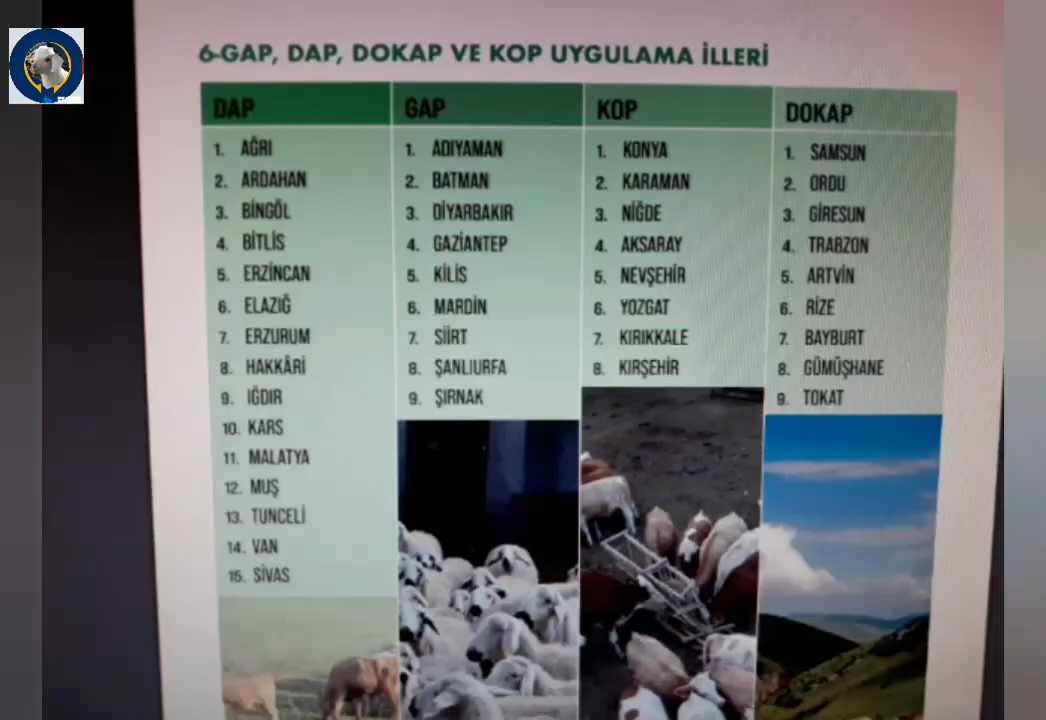 6-GAP, DAP, DOKAP VE KOP UYGULAMA İLLERİ
DAP
1. AĞRI
2. ARDAHAN
3. BİNGÖL
4. BİTLİS
5. ERZİNCAN
6. ELAZIĞ
7. ERZURUM
8. HAKKÂRİ
9. IĞDIR
10. KARS
11. MALATYA
12. MUŞ
13. TUNCELİ
14. VAN
15. SİVAS
GAP
1. ADIYAMAN
2. BATMAN
3. DİYARBAKIR
4. GAZİANTEP
5. KİLİS
6. MARDİN
7. SİİRT
8. ŞANLIURFA
9. ŞIRNAK
KOP
1. KONYA
2. KARAMAN
3. NİĞDE
4. AKSARAY
5. NEVŞEHİR
6. YOZGAT
7. KIRIKKALE
8. KIRŞEHİR
DOKAP
1. SAMSUN
2. ORDU
3. GİRESUN
4. TRABZON
5. ARTVİN
6. RİZE
7. BAYBURT
8. GÜMÜŞHANE
9. TOKAT